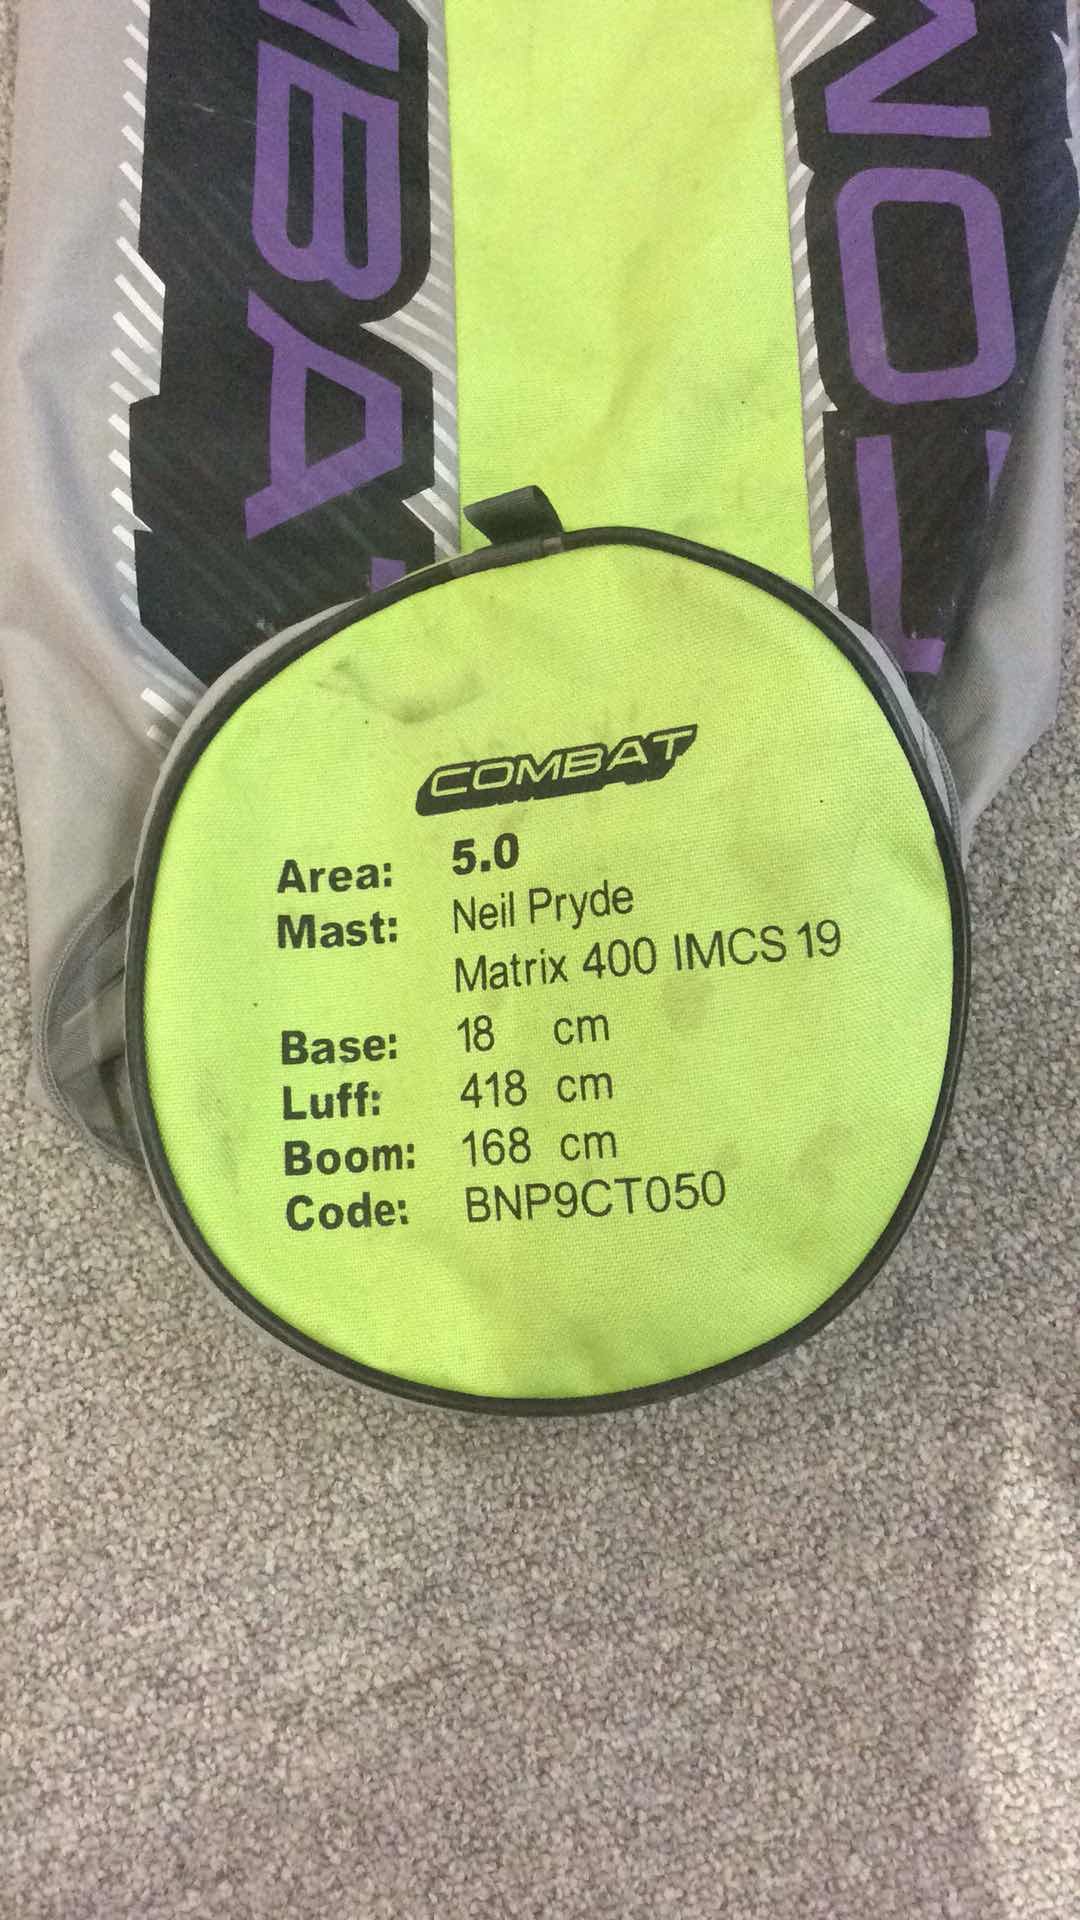 COMBAT
Area: 5.0
Mast: Neil Pryde
Matrix 400 IMCS 19
Base: 18 cm
Luff: 418 cm
Boom: 168 cm
Code: BNP9CT050